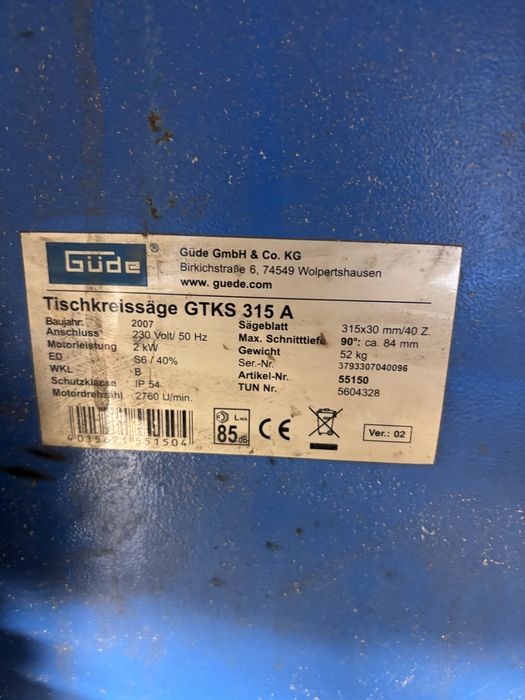 Güde ®
Güde GmbH & Co. KG
Birkichstraße 6, 74549 Wolpertshausen
www. guede.com
Tischkreissäge GTKS 315 A
Baujahr: 2007
Anschluss 230 Volt/ 50 Hz
Motorleistung 2 kW
ED S6 / 40%
WKL B
Schutzklasse IP 54
Motordrehzahl 2760 U/min.
Sägeblatt 315x30 mm/40 Z.
Max. Schnitttiefe 90°: ca. 84 mm
Gewicht 52 kg
Ser.-Nr. 3793307040096
Artikel-Nr. 55150
TUN Nr. 5604328
4015671551504
LWA
85dB
CE
Ver.: 02